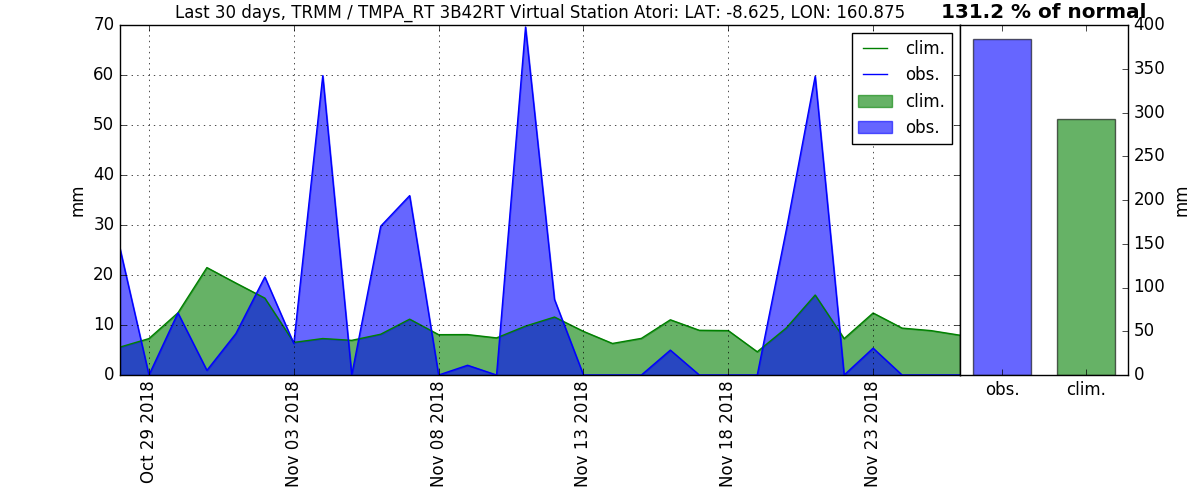 Last 30 days, TRMM / TMPA_RT 3B42RT Virtual Station Atori: LAT: -8.625, LON: 160.875
131.2 % of normal
70
60
50
40
30
20
10
0
mm
clim.
obs.
clim.
obs.
400
350
300
250
200
150
100
50
0
mm
Oct 29 2018
Nov 03 2018
Nov 08 2018
Nov 13 2018
Nov 18 2018
Nov 23 2018
obs.
clim.